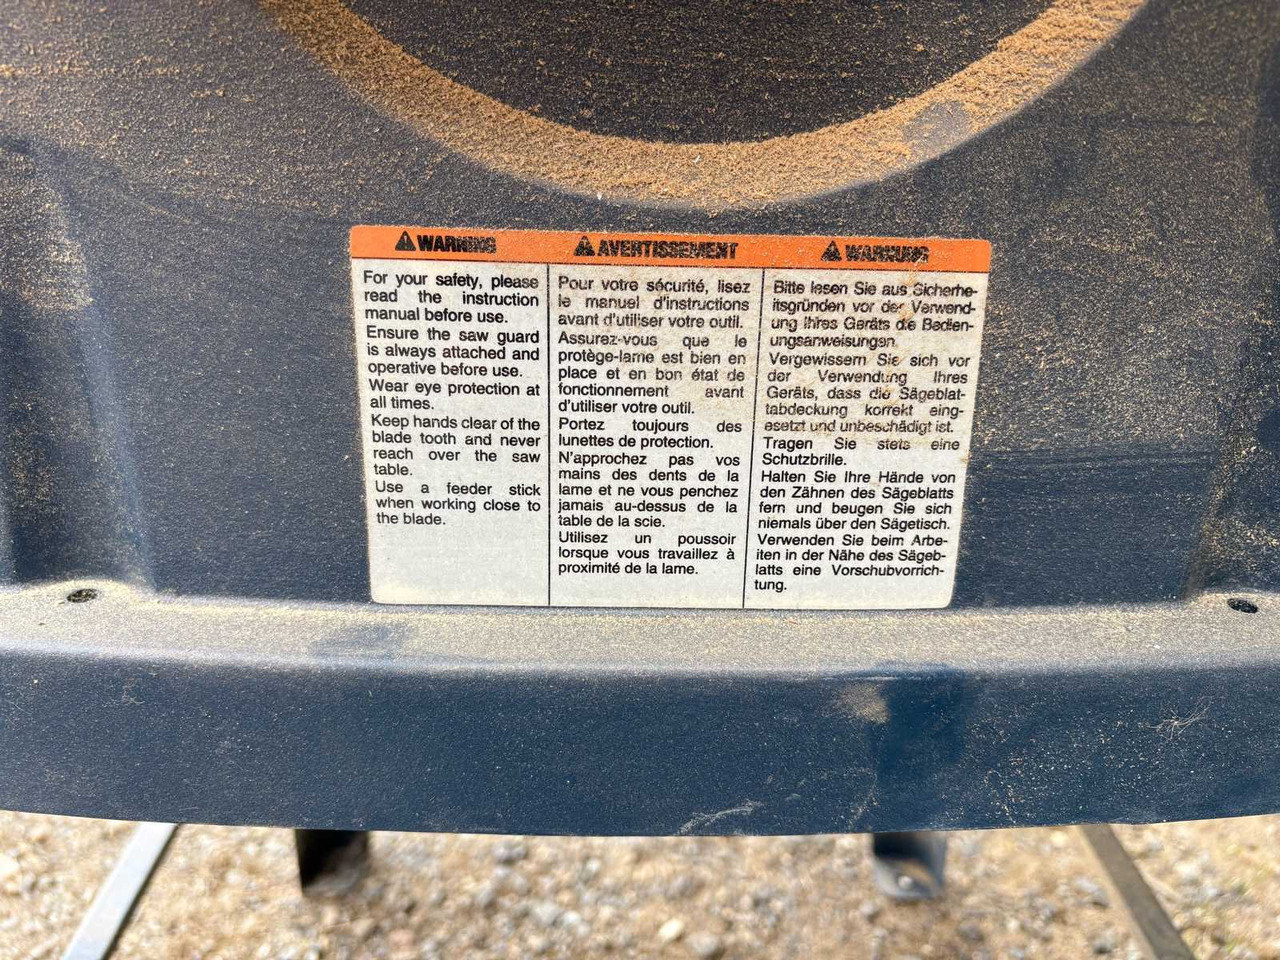 WARNING
For your safety, please
read the instruction
manual before use.
Ensure the saw guard
is always attached and
operative before use.
Wear eye protection at
all times.
Keep hands clear of the
blade tooth and never
reach over the saw
table.
Use a feeder stick
when working close to
the blade.
AVERTISSEMENT
Pour votre sécurité, lisez
le manuel d'instructions
avant d'utiliser votre outil.
Assurez-vous que le
protège-lame est bien en
place et en bon état de
fonctionnement avant
d'utiliser votre outil.
Portez toujours des
lunettes de protection.
N'approchez pas vos
mains des dents de la
lame et ne vous penchez
jamais au-dessus de la
table de la scie.
Utilisez un poussoir
lorsque vous travaillez à
proximité de la lame.
WARNUNG
Bitte lesen Sie aus Sicherhe-
itsgründen vor der Verwend-
ung Ihres Geräts die Bedien-
ungsanweisungen.
Vergewissern Sie sich vor
der Verwendung Ihres
Geräts, dass die Sägeblat-
tabdeckung korrekt eing-
esetzt und unbeschädigt ist.
Tragen Sie stets eine
Schutzbrille.
Halten Sie Ihre Hände von
den Zähnen des Sägeblatts
fern und beugen Sie sich
niemals über den Sägetisch.
Verwenden Sie beim Arbe-
iten in der Nähe des Sägeb-
latts eine Vorschubvorrich-
tung.